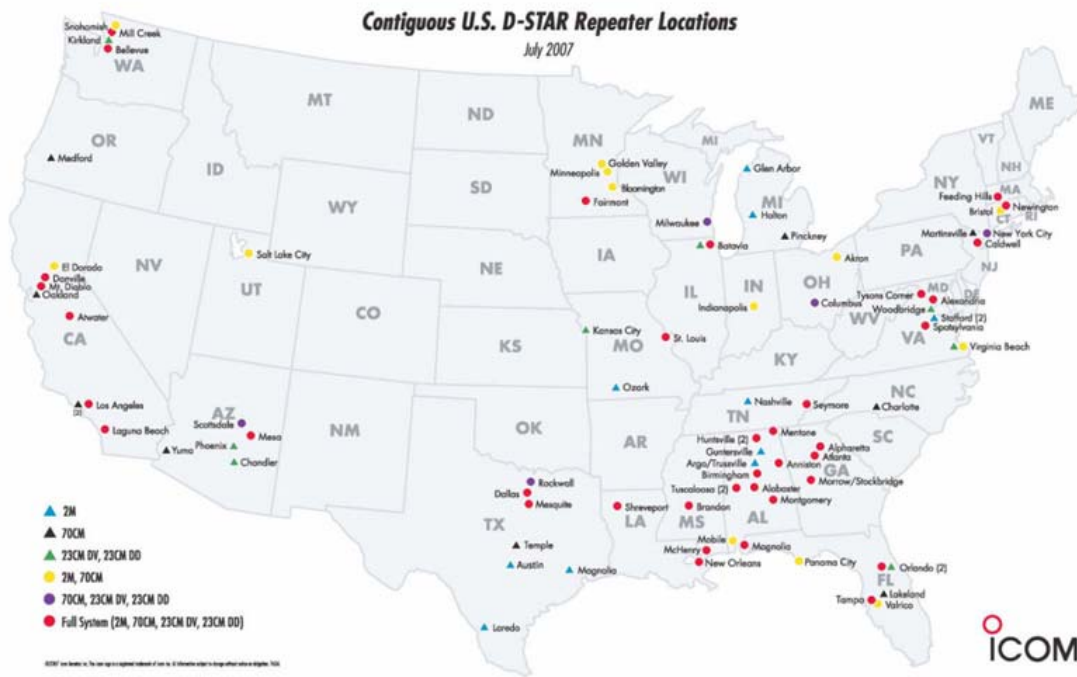 Contiguous U.S. D-STAR Repeater Locations
July 2007
Snohomish
Mill Creek
Kirkland
Bellevue
WA
MT
ND
MN
MI
ME
VT
NH
OR
Medford
ID
WY
SD
Golden Valley
Minneapolis
Bloomington
Fairmont
WI
Milwaukee
Glen Arbor
MI
Holton
Pinckney
NY
Feeding Hills
MA
Newington
Bristol
CT
RI
Martinsville
New York City
Caldwell
PA
NJ
El Dorado
Danville
Mt. Diablo
Oakland
Atwater
CA
NV
Salt Lake City
UT
CO
NE
IA
Batavia
IL
IN
Indianapolis
Akron
OH
Columbus
Tysons Corner
MD
DE
Alexandria
Woodbridge
Stafford (2)
Spotsylvania
WV
VA
Virginia Beach
KS
Kansas City
MO
St. Louis
Ozark
KY
(2)
Los Angeles
Laguna Beach
AZ
Scottsdale
Mesa
Phoenix
Chandler
Yuma
NM
OK
AR
TN
Nashville
Seymore
NC
Charlotte
SC
Huntsville (2)
Mentone
Guntersville
Alpharetta
Atlanta
Argo/Trussville
Anniston
GA
Birmingham
Morrow/Stockbridge
Tuscaloosa (2)
Alabaster
Montgomery
Rockwall
Dallas
Mesquite
TX
Shreveport
LA
Brandon
MS
AL
Temple
Austin
Magnolia
Laredo
McHenry
New Orleans
Mobile
Magnolia
Panama City
Orlando (2)
FL
Lakeland
Tampa
Valrico
2M
70CM
23CM DV, 23CM DD
2M, 70CM
70CM, 23CM DV, 23CM DD
Full System (2M, 70CM, 23CM DV, 23CM DD)
ICOM